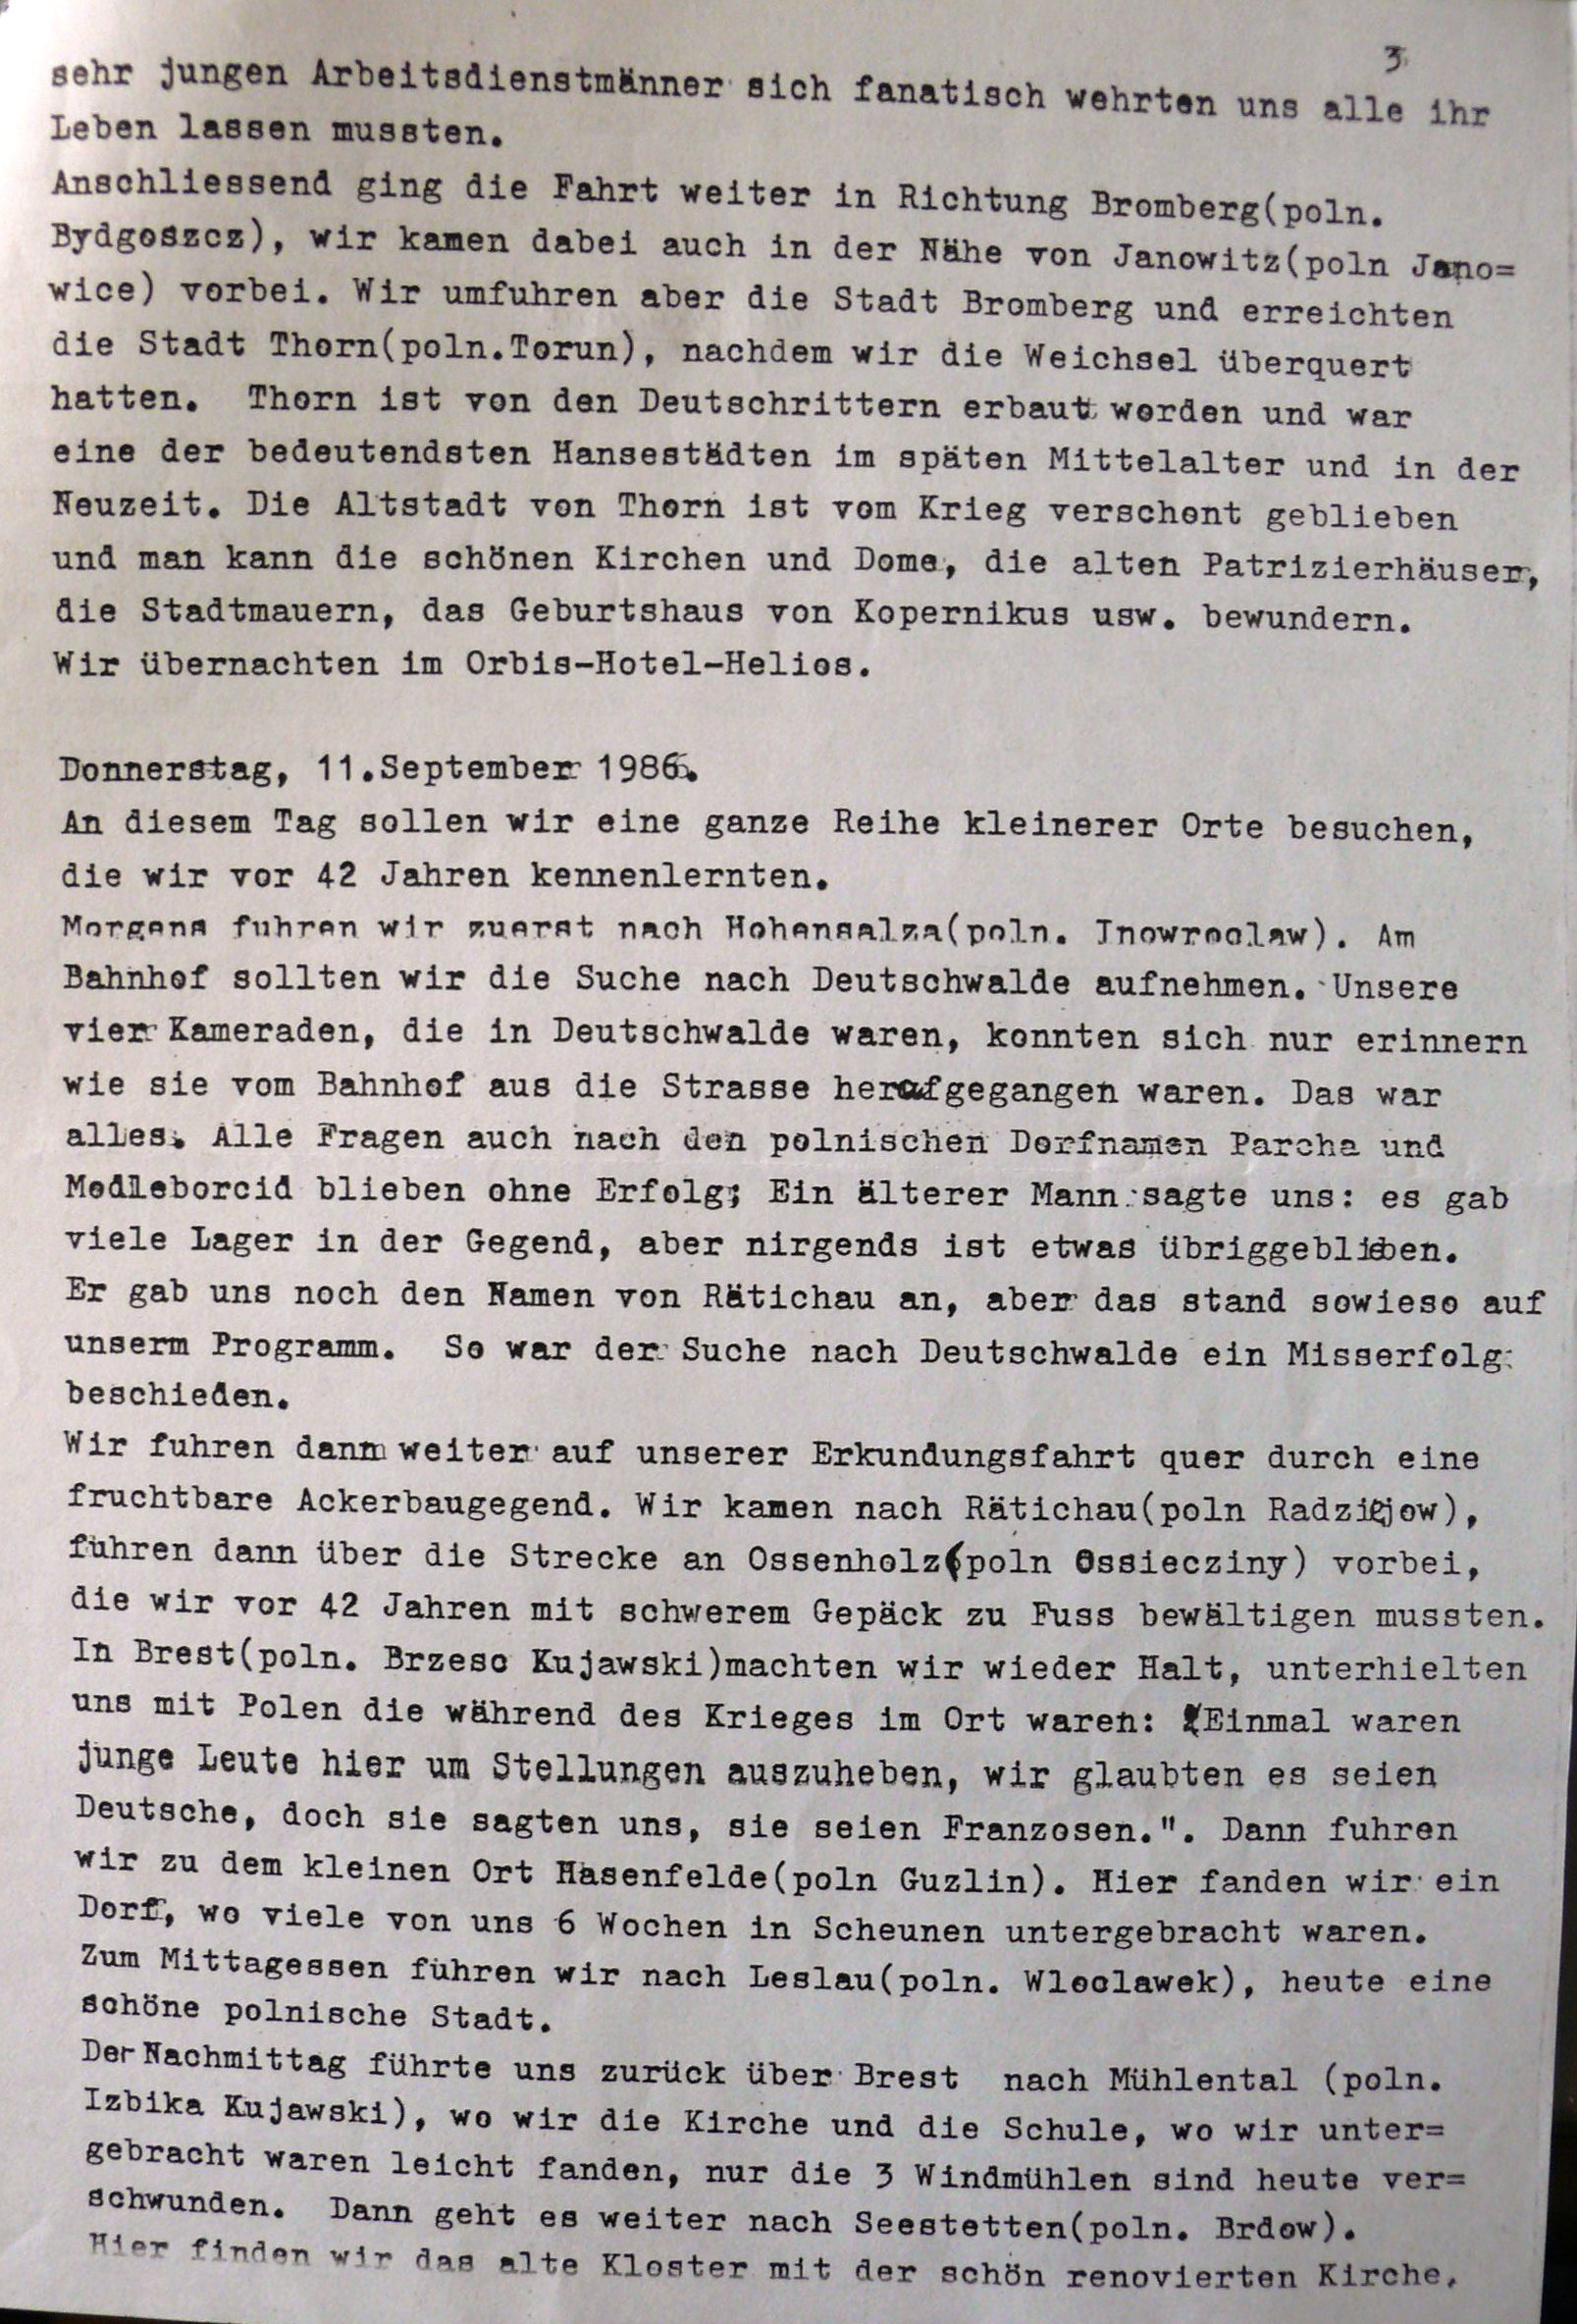 3
sehr jungen Arbeitsdienstmänner sich fanatisch wehrten uns alle ihr
Leben lassen mussten.
Anschliessend ging die Fahrt weiter in Richtung Bromberg(poln.
Bydgoszcz), wir kamen dabei auch in der Nähe von Janowitz(poln Jano=
wice) vorbei. Wir umfuhren aber die Stadt Bromberg und erreichten
die Stadt Thorn(poln.Torun), nachdem wir die Weichsel überquert
hatten. Thorn ist von den Deutschrittern erbaut worden und war
eine der bedeutendsten Hansestädten im späten Mittelalter und in der
Neuzeit. Die Altstadt von Thorn ist vom Krieg verschont geblieben
und man kann die schönen Kirchen und Dome, die alten Patrizierhäuser,
die Stadtmauern, das Geburtshaus von Kopernikus usw. bewundern.
Wir übernachten im Orbis-Hotel-Helios.
Donnerstag, 11.September 1986.
An diesem Tag sollen wir eine ganze Reihe kleinerer Orte besuchen,
die wir vor 42 Jahren kennenlernten.
Morgens fuhren wir zuerst nach Hohensalza(poln. Inowroclaw). Am
Bahnhof sollten wir die Suche nach Deutschwalde aufnehmen. Unsere
vier Kameraden, die in Deutschwalde waren, konnten sich nur erinnern
wie sie vom Bahnhof aus die Strasse herafgegangen waren. Das war
alles. Alle Fragen auch nach den polnischen Dorfnamen Parcha und
Modleborcid blieben ohne Erfolg; Ein älterer Mann sagte uns: es gab
viele Lager in der Gegend, aber nirgends ist etwas übriggeblieben.
Er gab uns noch den Namen von Rätichau an, aber das stand sowieso auf
unserm Programm. So war der Suche nach Deutschwalde ein Misserfolg
beschieden.
Wir fuhren dann weiter auf unserer Erkundungsfahrt quer durch eine
fruchtbare Ackerbaugegend. Wir kamen nach Rätichau(poln Radziejow),
fuhren dann über die Strecke an Ossenholz(poln Ossiecziny) vorbei,
die wir vor 42 Jahren mit schwerem Gepäck zu Fuss bewältigen mussten.
In Brest(poln. Brzesc Kujawski)machten wir wieder Halt, unterhielten
uns mit Polen die während des Krieges im Ort waren: "Einmal waren
junge Leute hier um Stellungen auszuheben, wir glaubten es seien
Deutsche, doch sie sagten uns, sie seien Franzosen.". Dann fuhren
wir zu dem kleinen Ort Hasenfelde(poln Guzlin). Hier fanden wir ein
Dorf, wo viele von uns 6 Wochen in Scheunen untergebracht waren.
Zum Mittagessen führen wir nach Leslau(poln. Wloclawek), heute eine
schöne polnische Stadt.
Der Nachmittag führte uns zurück über Brest nach Mühlental (poln.
Izbika Kujawski), wo wir die Kirche und die Schule, wo wir unter=
gebracht waren leicht fanden, nur die 3 Windmühlen sind heute ver=
schwunden. Dann geht es weiter nach Seestetten(poln. Brdow).
Hier finden wir das alte Kloster mit der schön renovierten Kirche,